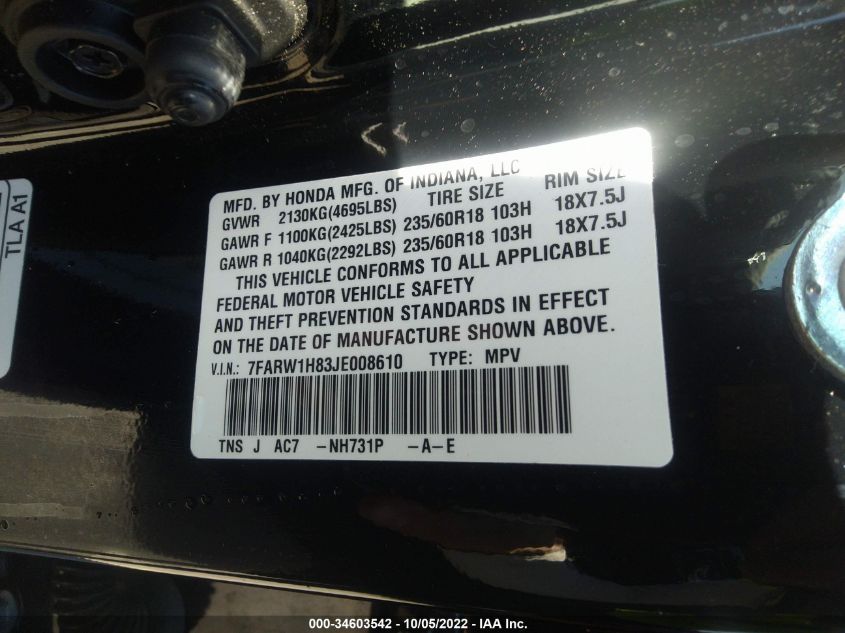 MFD. BY HONDA MFG. OF INDIANA, LLC
GVWR 2130KG(4695LBS) TIRE SIZE RIM SIZE
GAWR F 1100KG(2425LBS) 235/60R18 103H 18X7.5J
GAWR R 1040KG(2292LBS) 235/60R18 103H 18X7.5J
THIS VEHICLE CONFORMS TO ALL APPLICABLE
FEDERAL MOTOR VEHICLE SAFETY
AND THEFT PREVENTION STANDARDS IN EFFECT
ON THE DATE OF MANUFACTURE SHOWN ABOVE.
V.I.N.: 7FARW1H83JE008610 TYPE: MPV
TNS J AC7 -NH731P -A-E
TLA A1
000-34603542 - 10/05/2022 - IAA Inc.